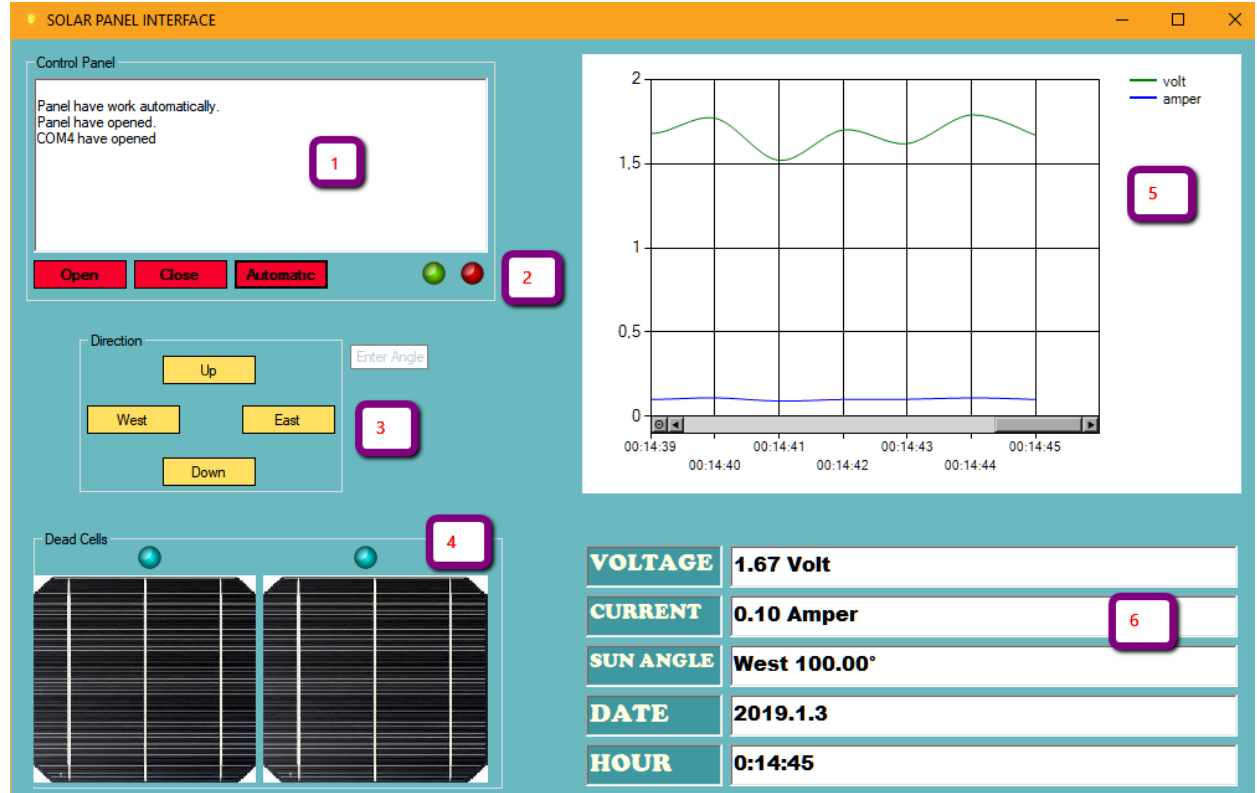 SOLAR PANEL INTERFACE
Control Panel
Panel have work automatically.
Panel have opened.
COM4 have opened
1
Open Close Automatic
2
Direction
Enter Angle
Up
West East
3
Down
Dead Cells
4
2
1,5
1
0,5
0
volt
amper
5
00:14:39 00:14:41 00:14:43 00:14:45
00:14:40 00:14:42 00:14:44
VOLTAGE 1.67 Volt
CURRENT 0.10 Amper
6
SUN ANGLE West 100.00°
DATE 2019.1.3
HOUR 0:14:45